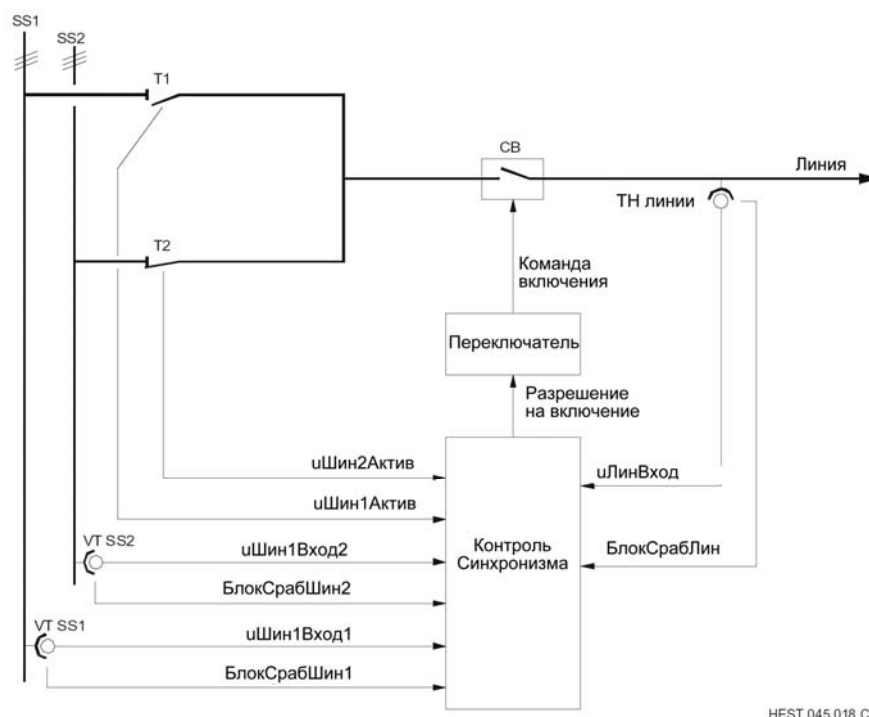 SS1
SS2
T1
CB
Линия
ТН линии
T2
Команда
включения
Переключатель
Разрешение
на включение
uШин2Актив
uЛинВход
uШин1Актив
VT SS2
uШин1Вход2
Контроль
Синхронизма
БлокСрабЛин
БлокСрабШин2
VT SS1
uШин1Вход1
БлокСрабШин1
HEST 045 018 C